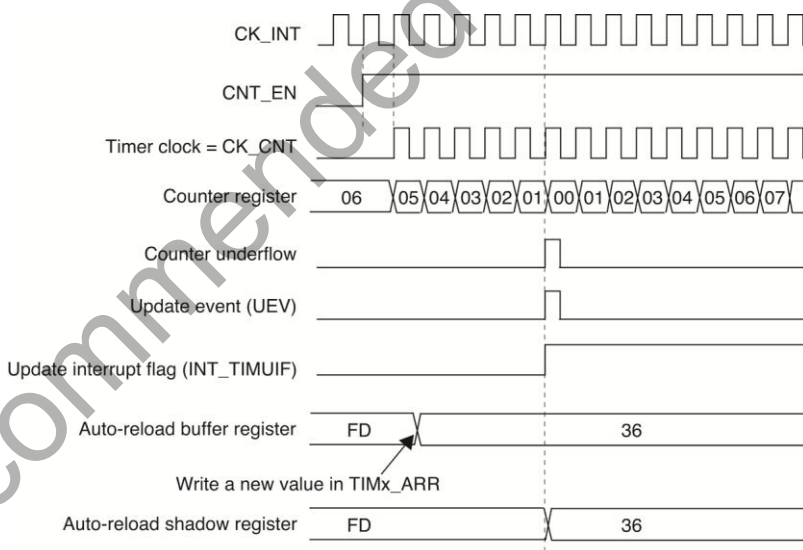 CK_INT
CNT_EN
Timer clock = CK_CNT
Counter register 06 05 04 03 02 01 00 01 02 03 04 05 06 07
Counter underflow
Update event (UEV)
Update interrupt flag (INT_TIMUIF)
Auto-reload buffer register FD 36
Write a new value in TIMx_ARR
Auto-reload shadow register FD 36
ommended